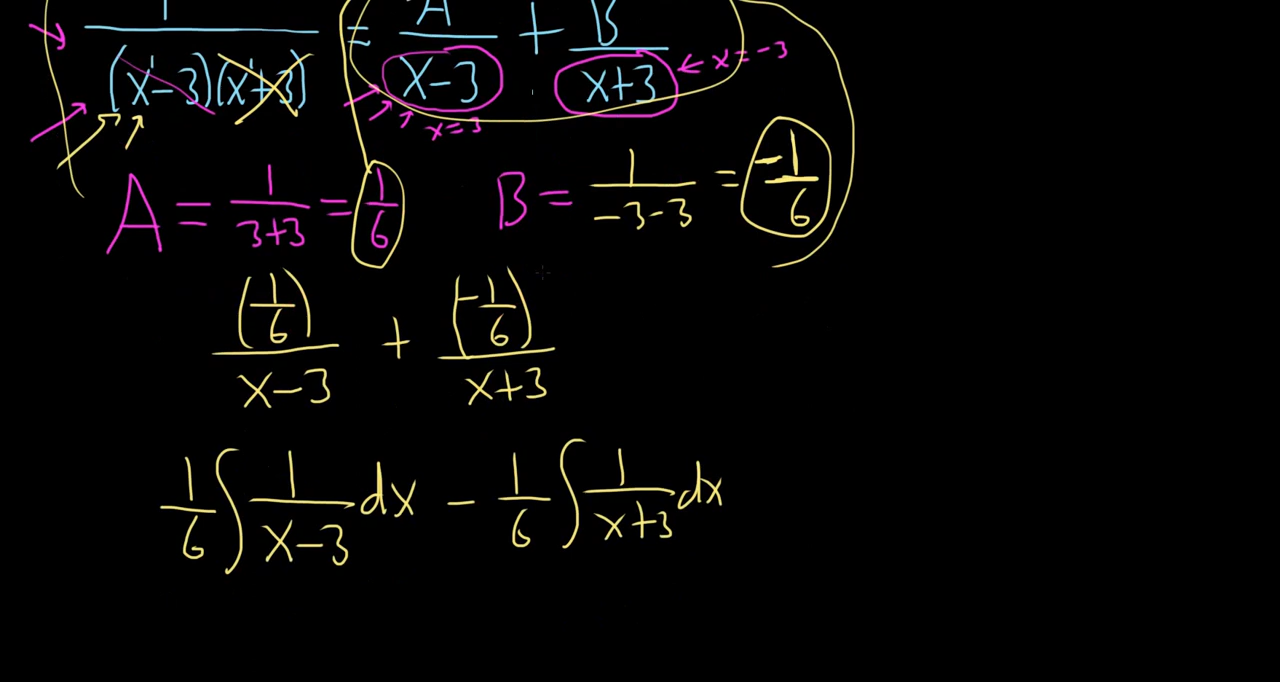 1/((x-3)(x+3)) = A/(x-3) + B/(x+3) ← x=-3
x=3
A = 1/(3+3) = 1/6 B = 1/(-3-3) = -1/6
(1/6)/(x-3) + (-1/6)/(x+3)
1/6 ∫ 1/(x-3) dx - 1/6 ∫ 1/(x+3) dx